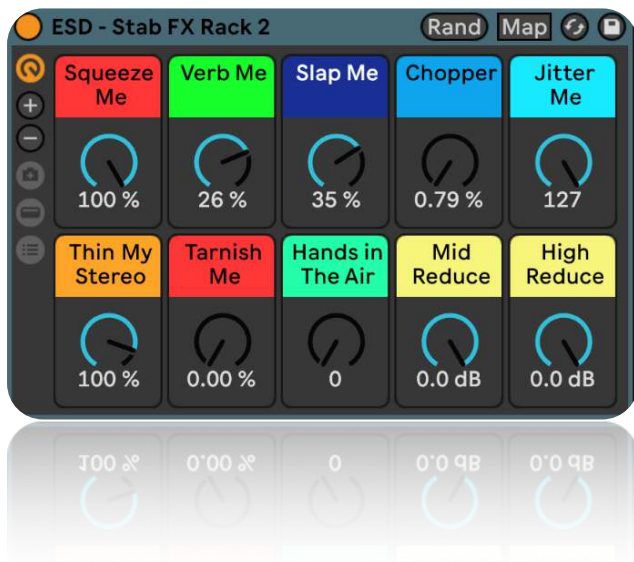 ESD - Stab FX Rack 2
Rand Map
Squeeze Me
Verb Me
Slap Me
Chopper
Jitter Me
100 %
26 %
35 %
0.79 %
127
Thin My Stereo
Tarnish Me
Hands in The Air
Mid Reduce
High Reduce
100 %
0.00 %
0
0.0 dB
0.0 dB